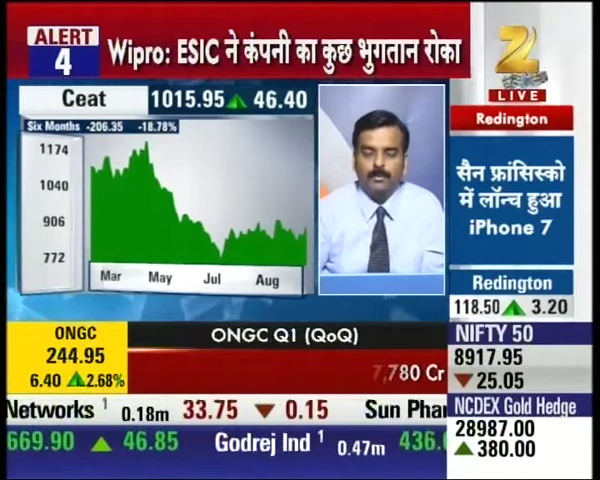 ALERT
4
Wipro: ESIC ने कंपनी का कुछ भुगतान रोका
LIVE
Ceat 1015.95 46.40
Six Months -206.35 -18.78%
1174
1040
906
772
Mar May Jul Aug
Redington
सैन फ्रांसिस्को
में लॉन्च हुआ
iPhone 7
Redington
118.50 3.20
ONGC
244.95
6.40 2.68%
ONGC Q1 (QoQ)
7,780 Cr
NIFTY 50
8917.95
25.05
NCDEX Gold Hedge
28987.00
380.00
Networks 1 0.18m 33.75 0.15 Sun Phar
669.90 46.85 Godrej Ind 1 0.47m 436.